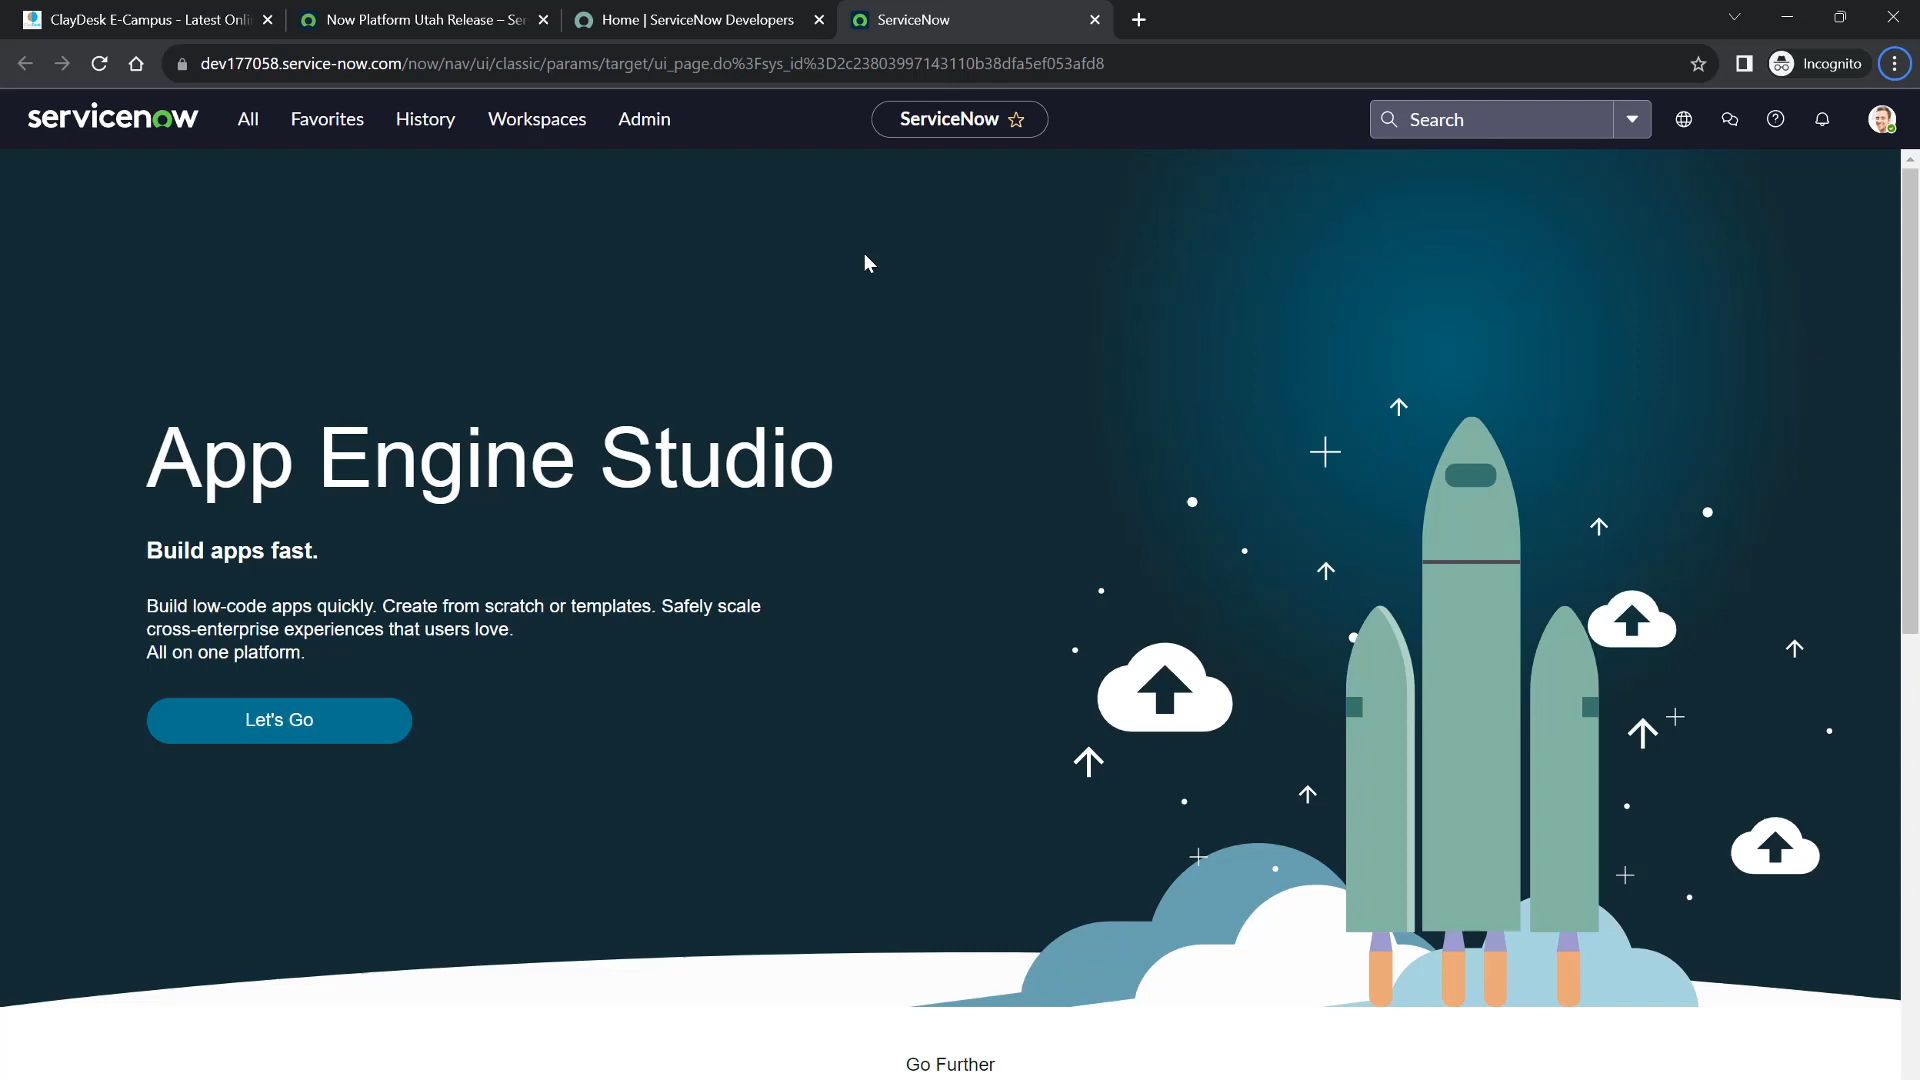 ClayDesk E-Campus - Latest Onli
Now Platform Utah Release – Ser
Home | ServiceNow Developers
ServiceNow
dev177058.service-now.com/now/nav/ui/classic/params/target/ui_page.do%3Fsys_id%3D2c23803997143110b38dfa5ef053afd8
Incognito
servicenow
All
Favorites
History
Workspaces
Admin
ServiceNow
Search
App Engine Studio
Build apps fast.
Build low-code apps quickly. Create from scratch or templates. Safely scale
cross-enterprise experiences that users love.
All on one platform.
Let's Go
Go Further